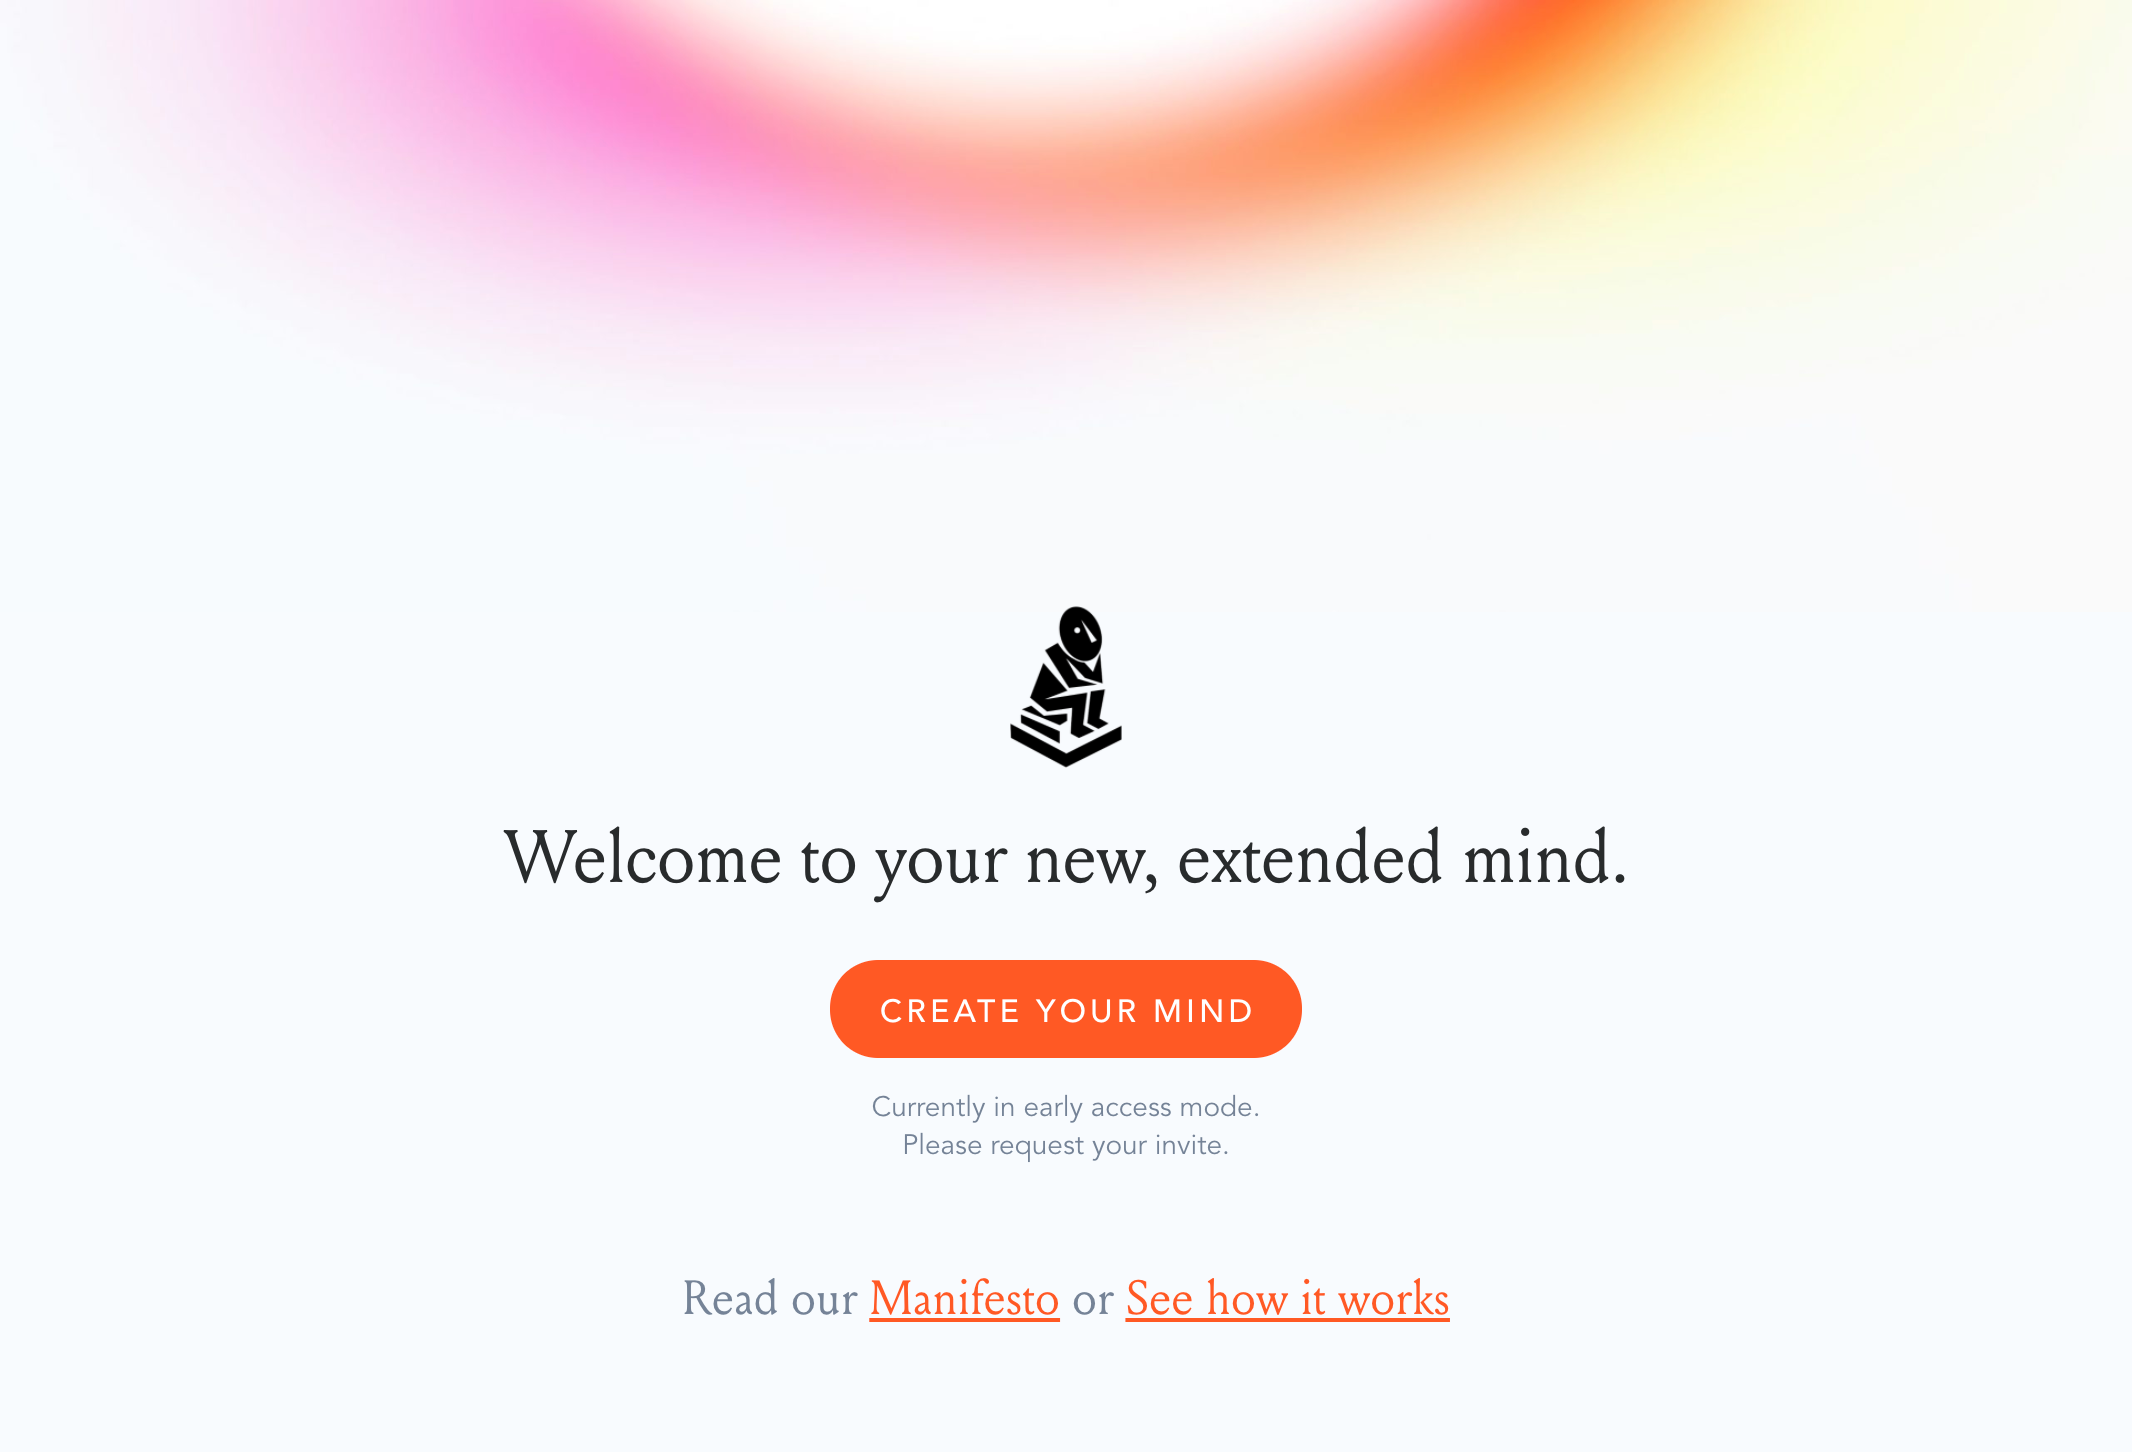 Welcome to your new, extended mind.
CREATE YOUR MIND
Currently in early access mode.
Please request your invite.
Read our Manifesto or See how it works